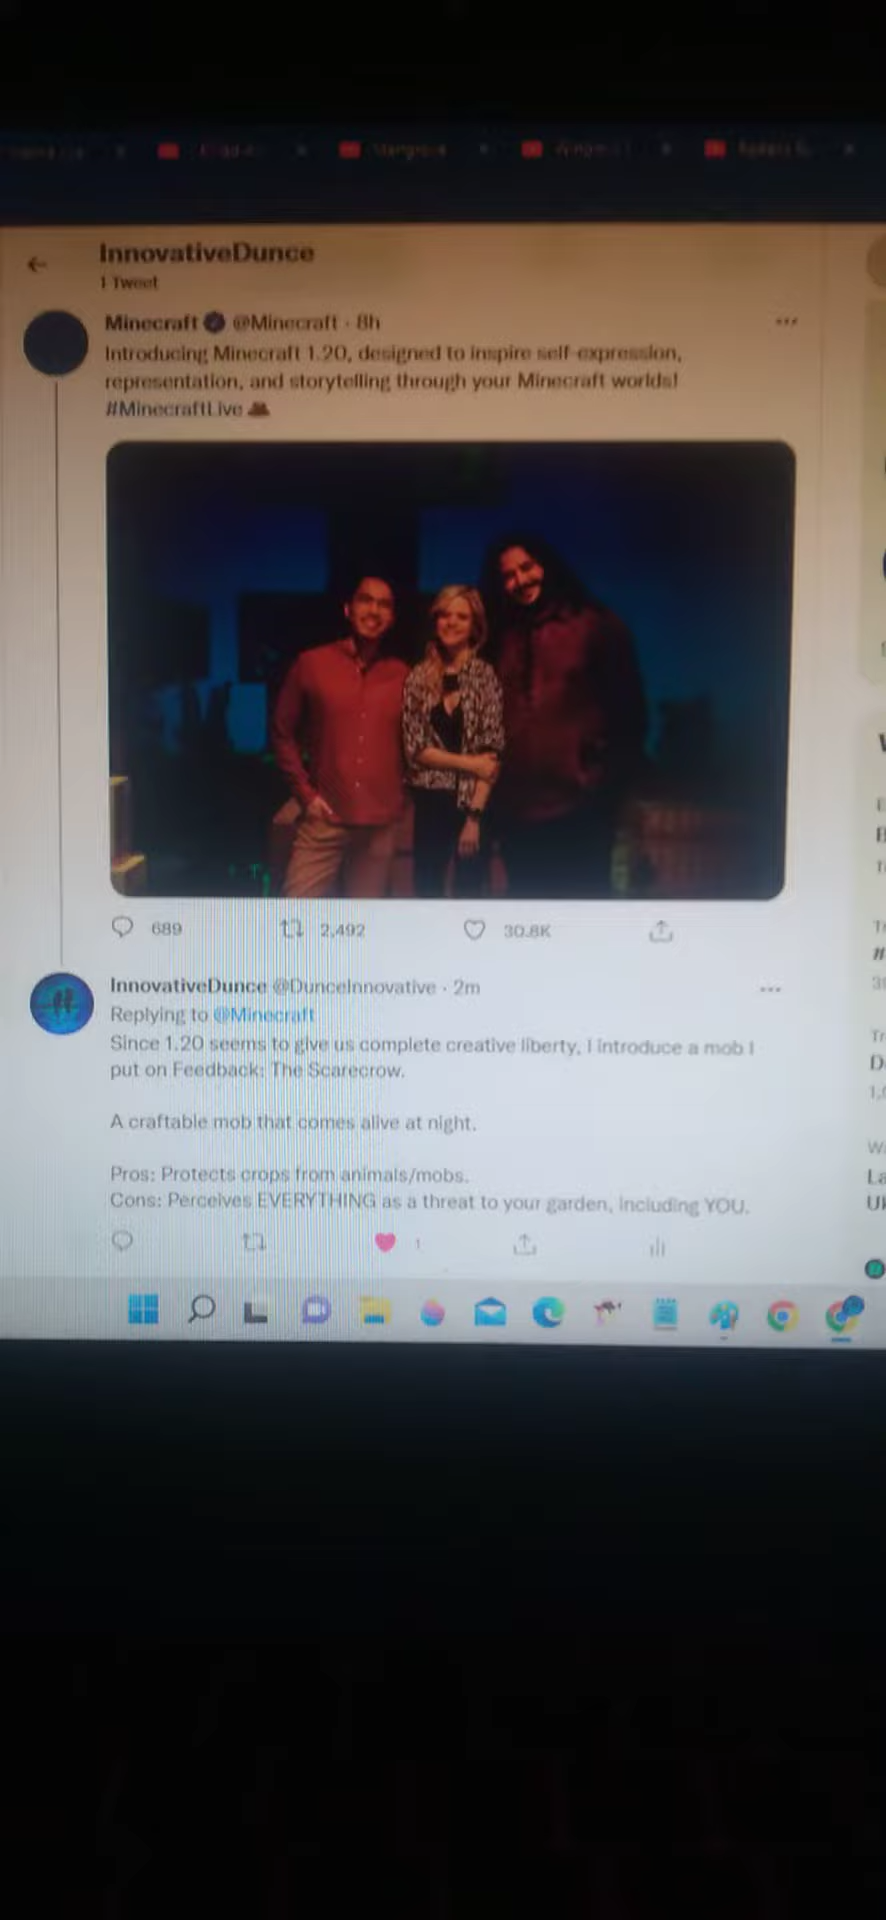 InnovativeDunce
1 Tweet
Minecraft @Minecraft · 8h
Introducing Minecraft 1.20, designed to inspire self-expression,
representation, and storytelling through your Minecraft worlds!
#MinecraftLive
689 2,492 30.8K
InnovativeDunce @DunceInnovative · 2m
Replying to @Minecraft
Since 1.20 seems to give us complete creative liberty, I introduce a mob I
put on Feedback: The Scarecrow.
A craftable mob that comes alive at night.
Pros: Protects crops from animals/mobs.
Cons: Perceives EVERYTHING as a threat to your garden, including YOU.
1